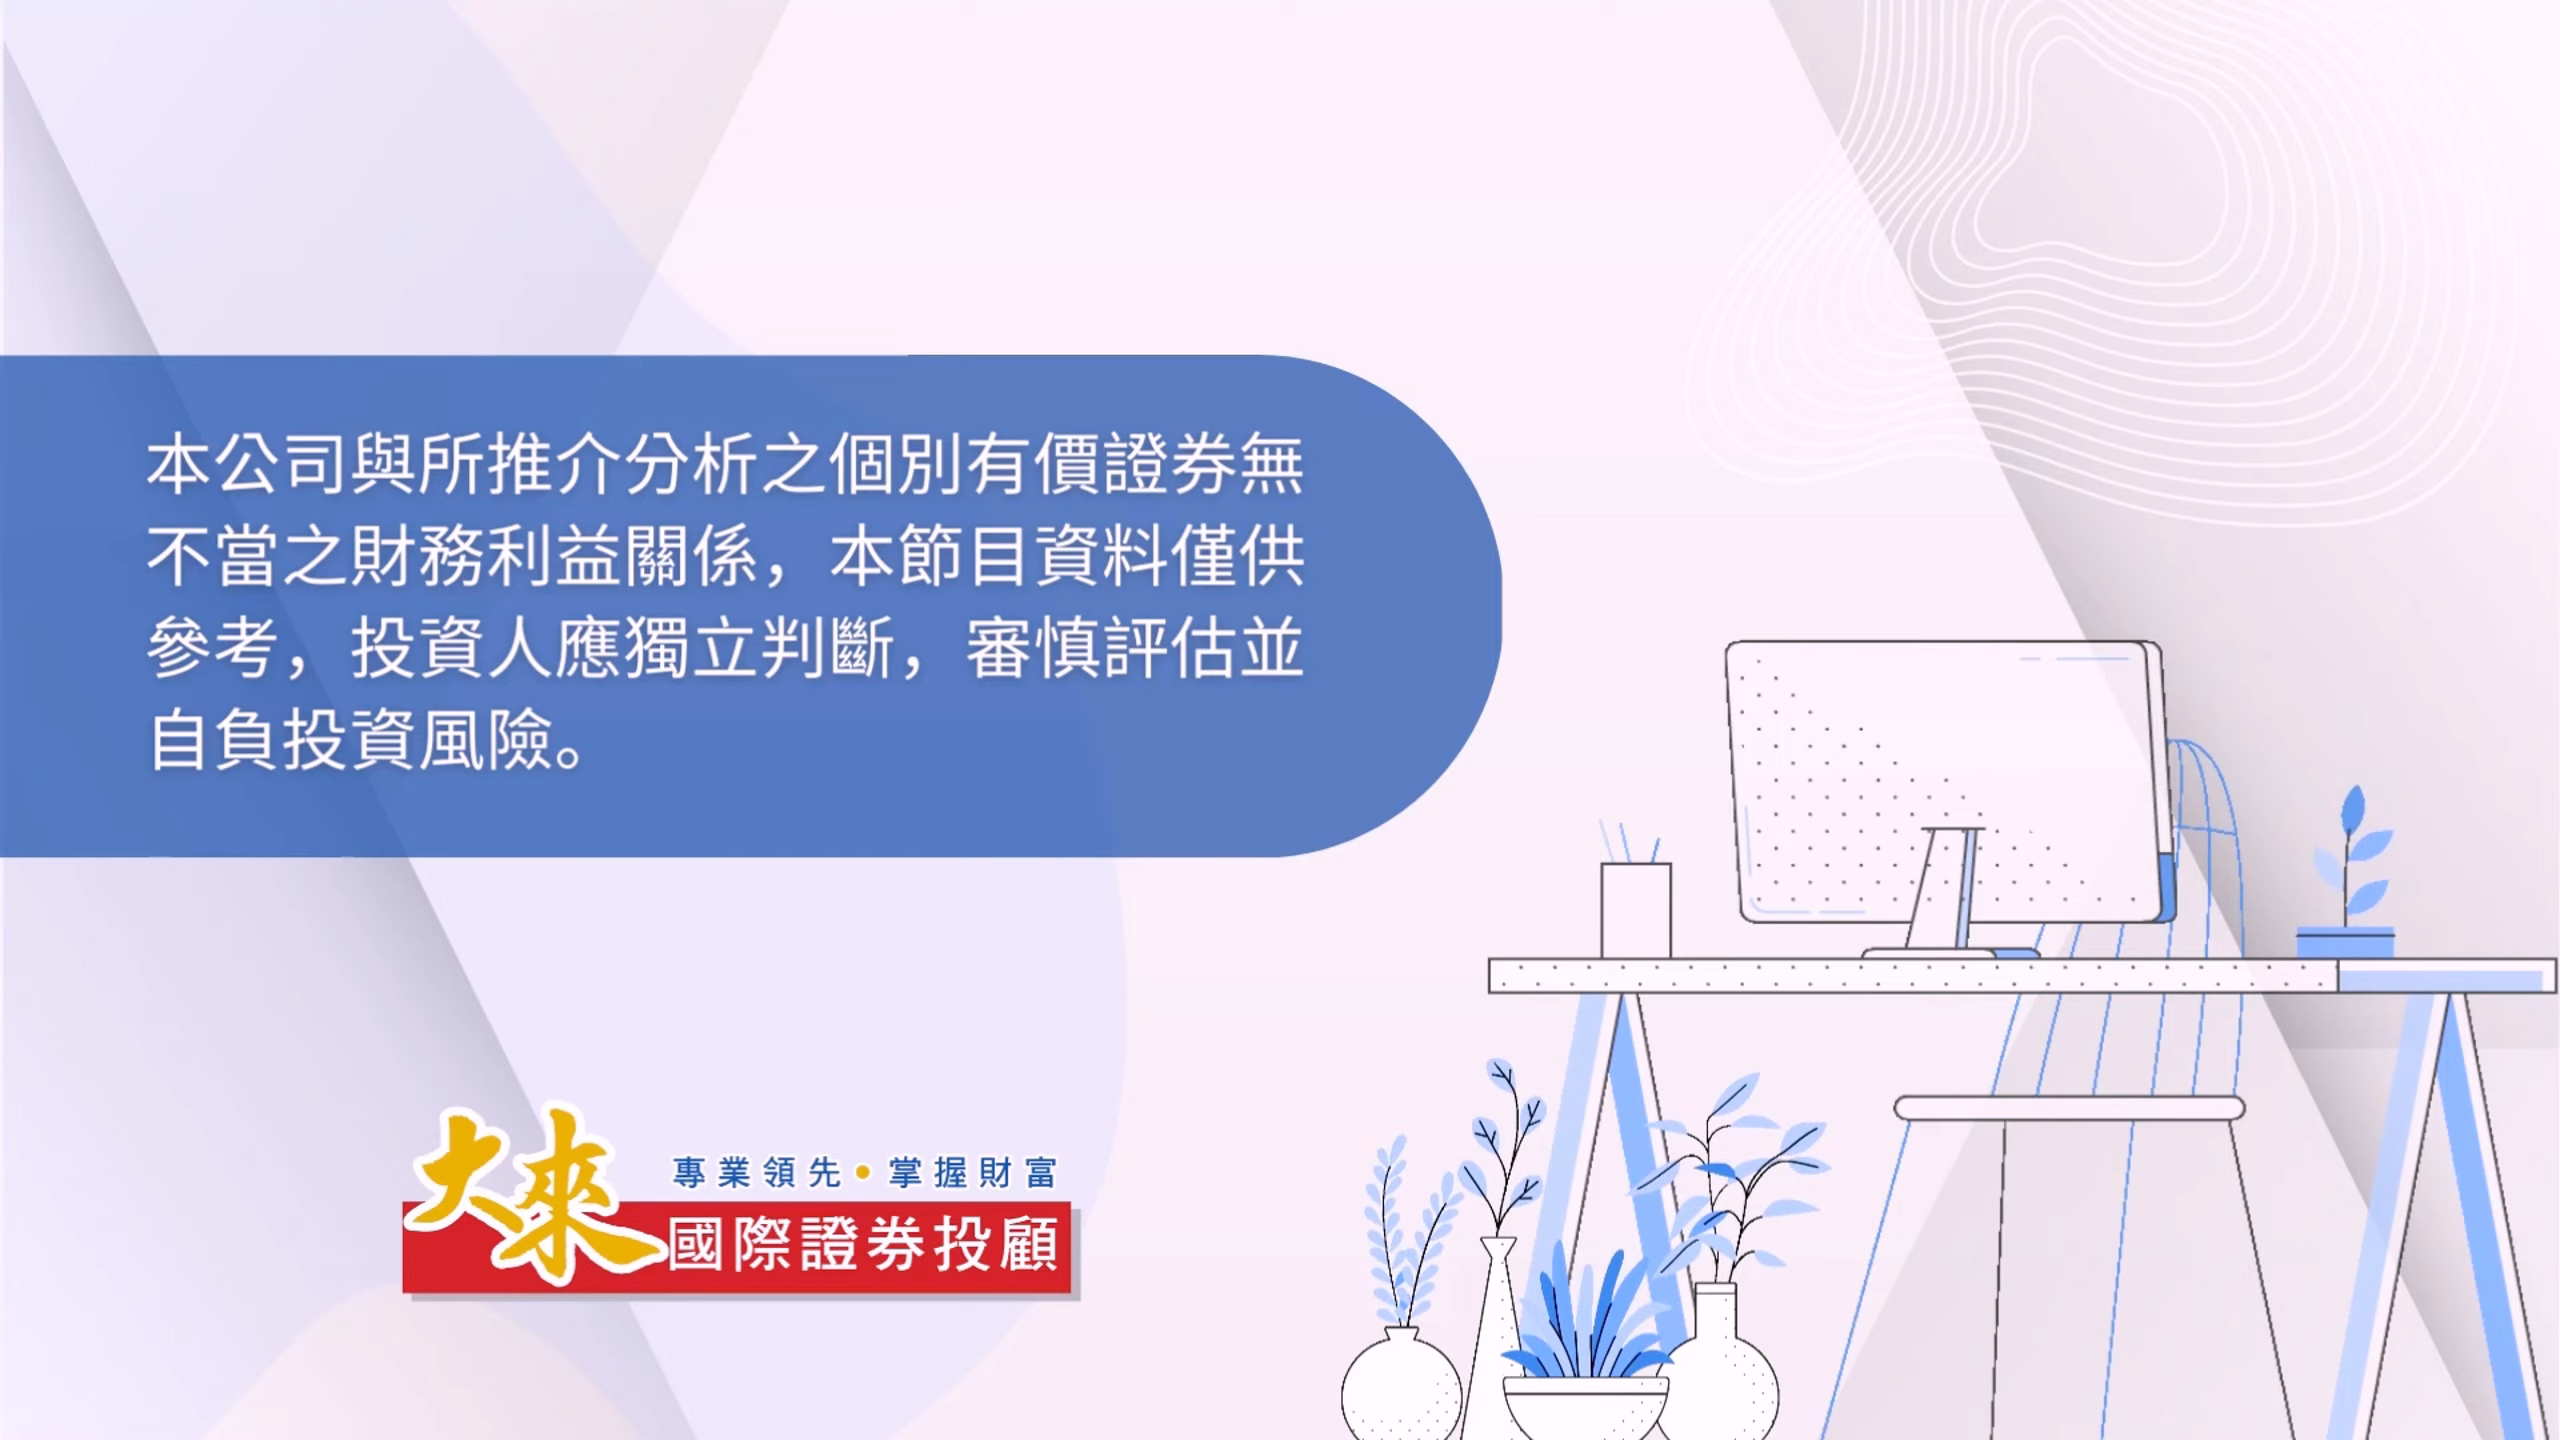 本公司與所推介分析之個別有價證券無
不當之財務利益關係，本節目資料僅供
參考，投資人應獨立判斷，審慎評估並
自負投資風險。
大來
專業領先•掌握財富
國際證券投顧